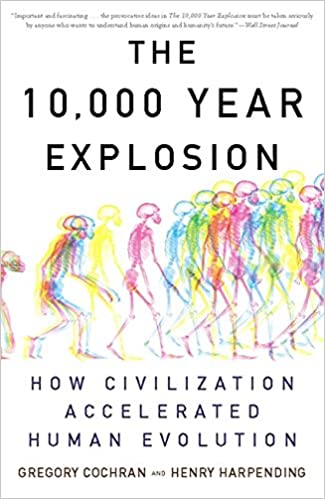 "Important and fascinating . . . the provocative ideas in The 10,000 Year Explosion must be taken seriously
by anyone who wants to understand human origins and humanity's future." —Wall Street Journal
THE
10,000 YEAR
EXPLOSION
HOW CIVILIZATION
ACCELERATED
HUMAN EVOLUTION
GREGORY COCHRAN AND HENRY HARPENDING